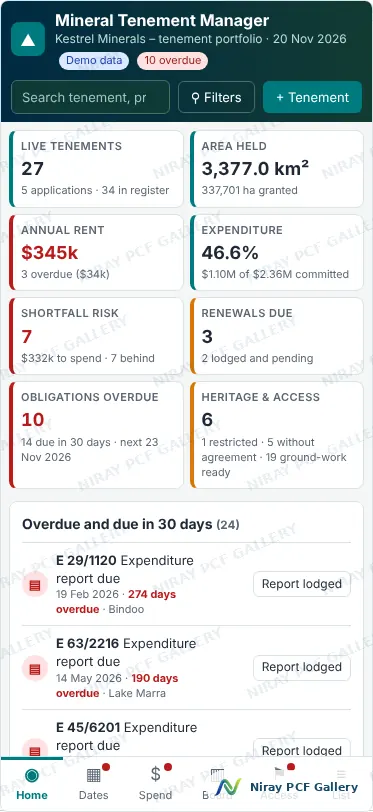 Mineral Tenement Manager
Kestrel Minerals – tenement portfolio · 20 Nov 2026
Demo data 10 overdue
Search tenement, pr Filters + Tenement
LIVE TENEMENTS
27
5 applications · 34 in register
AREA HELD
3,377.0 km²
337,701 ha granted
ANNUAL RENT
$345k
3 overdue ($34k)
EXPENDITURE
46.6%
$1.10M of $2.36M committed
SHORTFALL RISK
7
$332k to spend · 7 behind
RENEWALS DUE
3
2 lodged and pending
OBLIGATIONS OVERDUE
10
14 due in 30 days · next 23
Nov 2026
HERITAGE & ACCESS
6
1 restricted · 5 without
agreement · 19 ground-work
ready
Overdue and due in 30 days (24)
E 29/1120 Expenditure
report due
19 Feb 2026 · 274 days
overdue · Bindoo
Report lodged
E 63/2216 Expenditure
report due
14 May 2026 · 190 days
overdue · Lake Marra
Report lodged
E 45/6201 Expenditure
report due
Report lodged
Home Dates Spend
Niray PCF Gallery
NIRAY PCF GALLERY